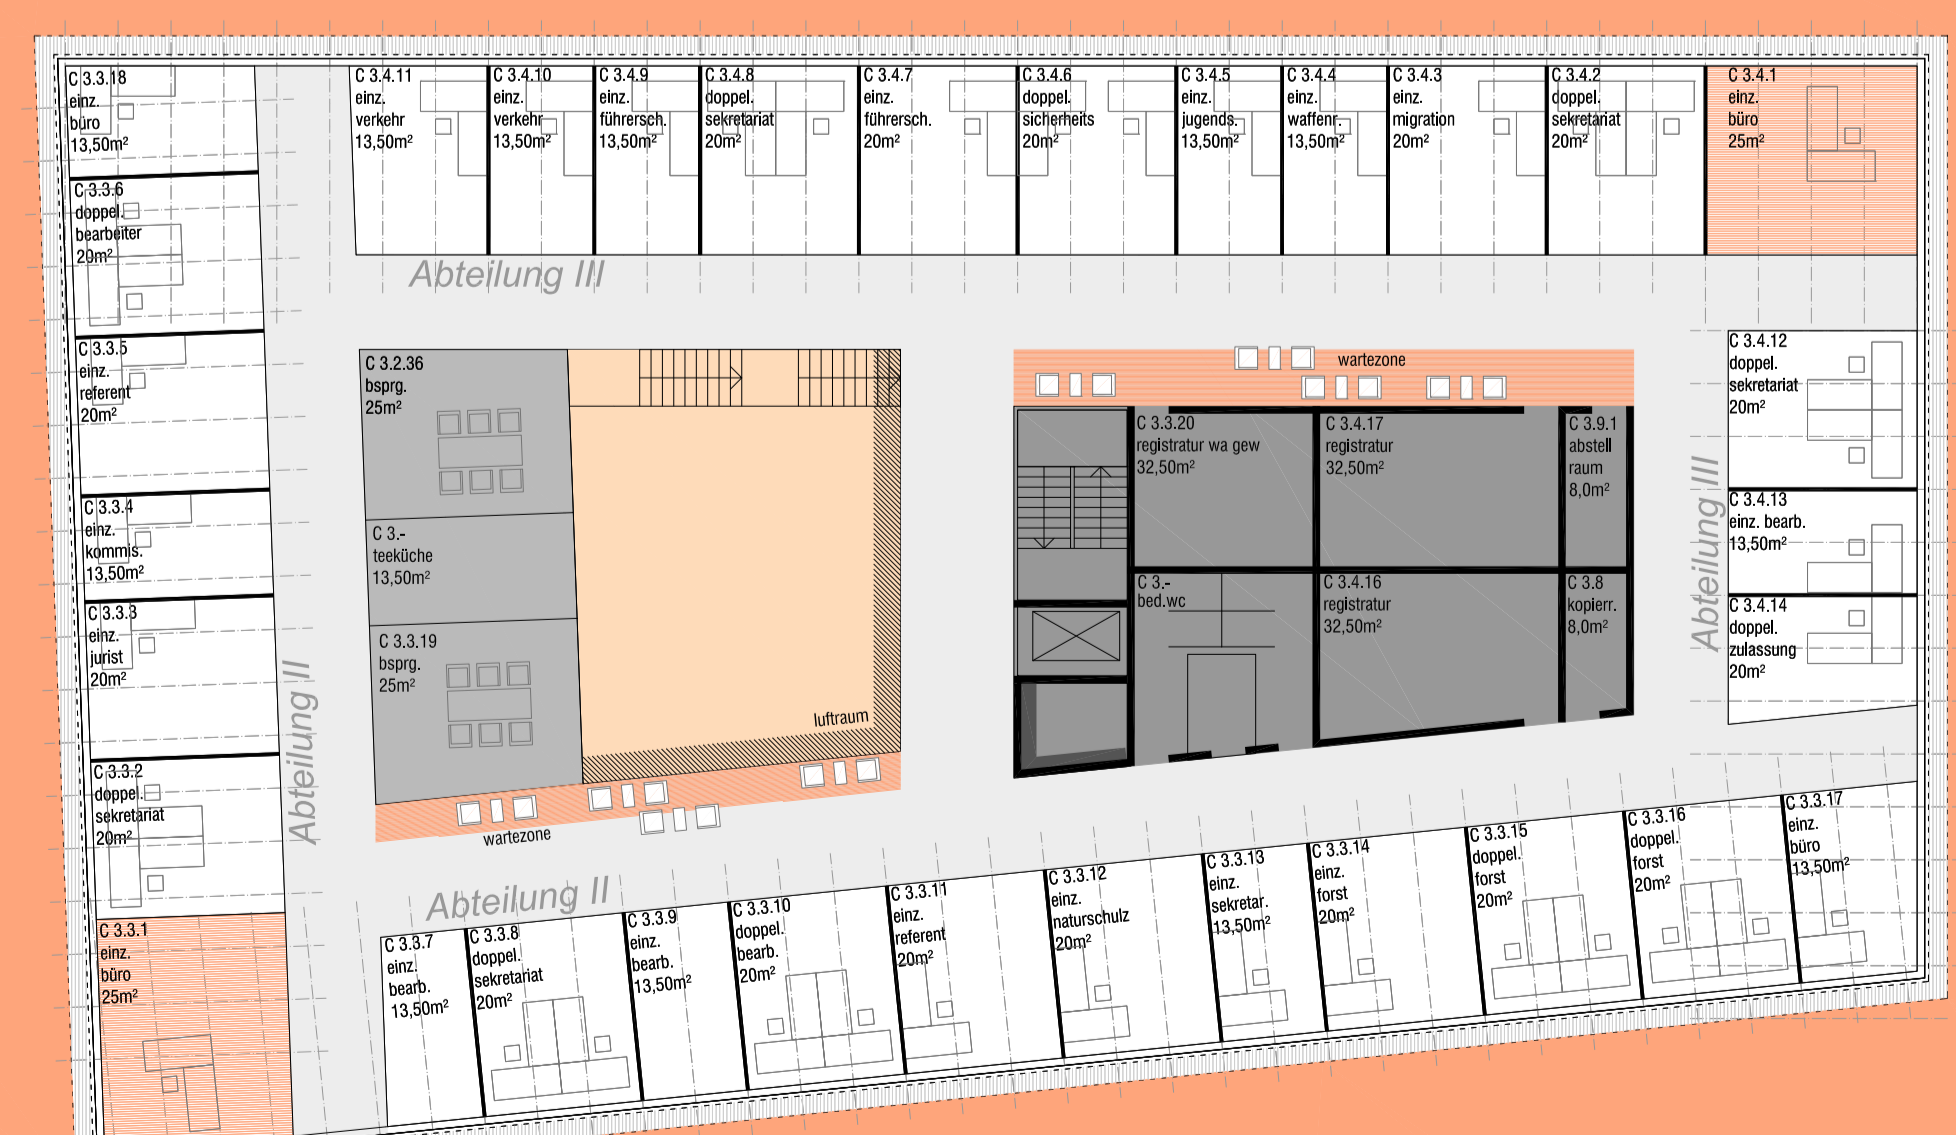 C 3.3.18
einz.
büro
13,50m²
C 3.4.11
einz.
verkehr
13,50m²
C 3.4.10
einz.
verkehr
13,50m²
C 3.4.9
einz.
führersch.
13,50m²
C 3.4.8
doppel.
sekretariat
20m²
C 3.4.7
einz.
führersch.
20m²
C 3.4.6
doppel.
sicherheits
20m²
C 3.4.5
einz.
jugends.
13,50m²
C 3.4.4
einz.
waffenr.
13,50m²
C 3.4.3
einz.
migration
20m²
C 3.4.2
doppel.
sekretariat
20m²
C 3.4.1
einz.
büro
25m²
C 3.3.6
doppel.
bearbeiter
20m²
Abteilung III
C 3.3.5
einz.
referent
20m²
C 3.2.36
bsprg.
25m²
wartezone
C 3.4.12
doppel.
sekretariat
20m²
C 3.3.20
registratur wa gew
32,50m²
C 3.4.17
registratur
32,50m²
C 3.9.1
abstell
raum
8,0m²
Abteilung III
C 3.3.4
einz.
kommis.
13,50m²
C 3.-
teeküche
13,50m²
C 3.4.13
einz. bearb.
13,50m²
C 3.-
bed.wc
C 3.4.16
registratur
32,50m²
C 3.8
kopierr.
8,0m²
C 3.3.3
einz.
jurist
20m²
C 3.3.19
bsprg.
25m²
C 3.4.14
doppel.
zulassung
20m²
Abteilung II
luftraum
C 3.3.2
doppel.
sekretariat
20m²
wartezone
Abteilung II
C 3.3.1
einz.
büro
25m²
C 3.3.7
einz.
bearb.
13,50m²
C 3.3.8
doppel.
sekretariat
20m²
C 3.3.9
einz.
bearb.
13,50m²
C 3.3.10
doppel.
bearb.
20m²
C 3.3.11
einz.
referent
20m²
C 3.3.12
einz.
naturschulz
20m²
C 3.3.13
einz.
sekretar.
13,50m²
C 3.3.14
einz.
forst
20m²
C 3.3.15
doppel.
forst
20m²
C 3.3.16
doppel.
forst
20m²
C 3.3.17
einz.
büro
13,50m²